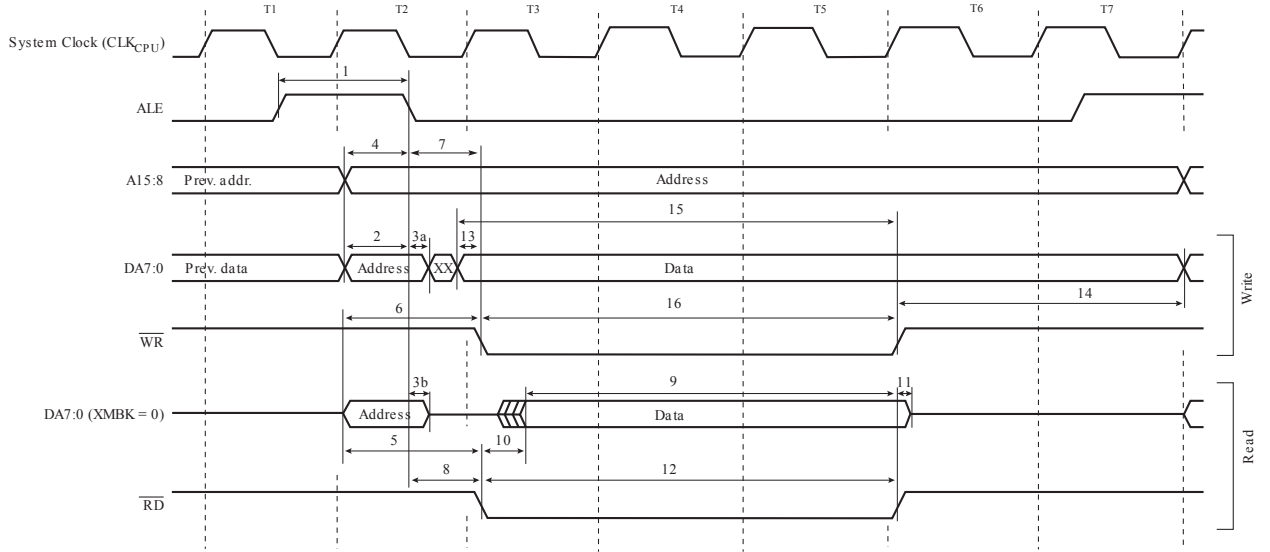 T1 T2 T3 T4 T5 T6 T7
System Clock (CLKCPU)
1
ALE
4 7
A15:8 Prev. addr. Address
15
2 3a 13
DA7:0 Prev. data Address XX Data
14
6 16
WR
Write
3b 9 11
DA7:0 (XMBK = 0) Address Data
5 10
8 12
RD
Read